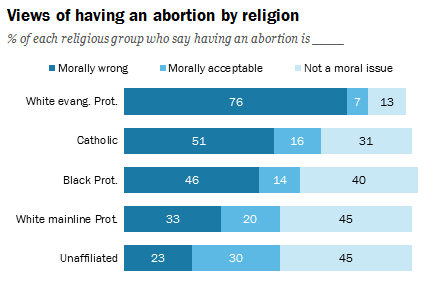 Views of having an abortion by religion
% of each religious group who say having an abortion is _____
Morally wrong Morally acceptable Not a moral issue
White evang. Prot. 76 7 13
Catholic 51 16 31
Black Prot. 46 14 40
White mainline Prot. 33 20 45
Unaffiliated 23 30 45